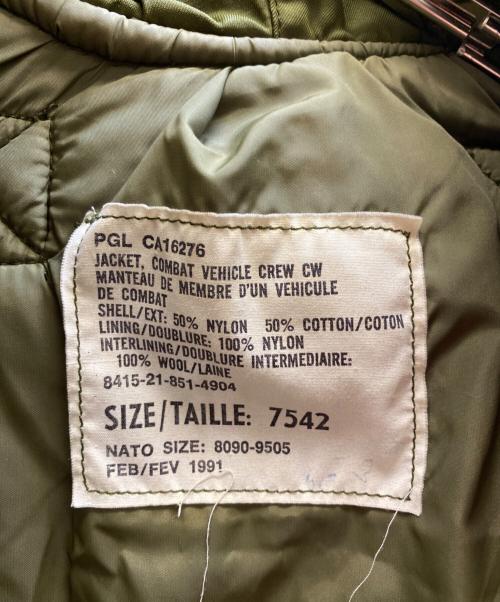 PGL CA16276
JACKET, COMBAT VEHICLE CREW CW
MANTEAU DE MEMBRE D'UN VEHICULE
DE COMBAT
SHELL/EXT: 50% NYLON 50% COTTON/COTON
LINING/DOUBLURE: 100% NYLON
INTERLINING/DOUBLURE INTERMEDIAIRE:
100% WOOL/LAINE
8415-21-851-4904
SIZE/TAILLE: 7542
NATO SIZE: 8090-9505
FEB/FEV 1991